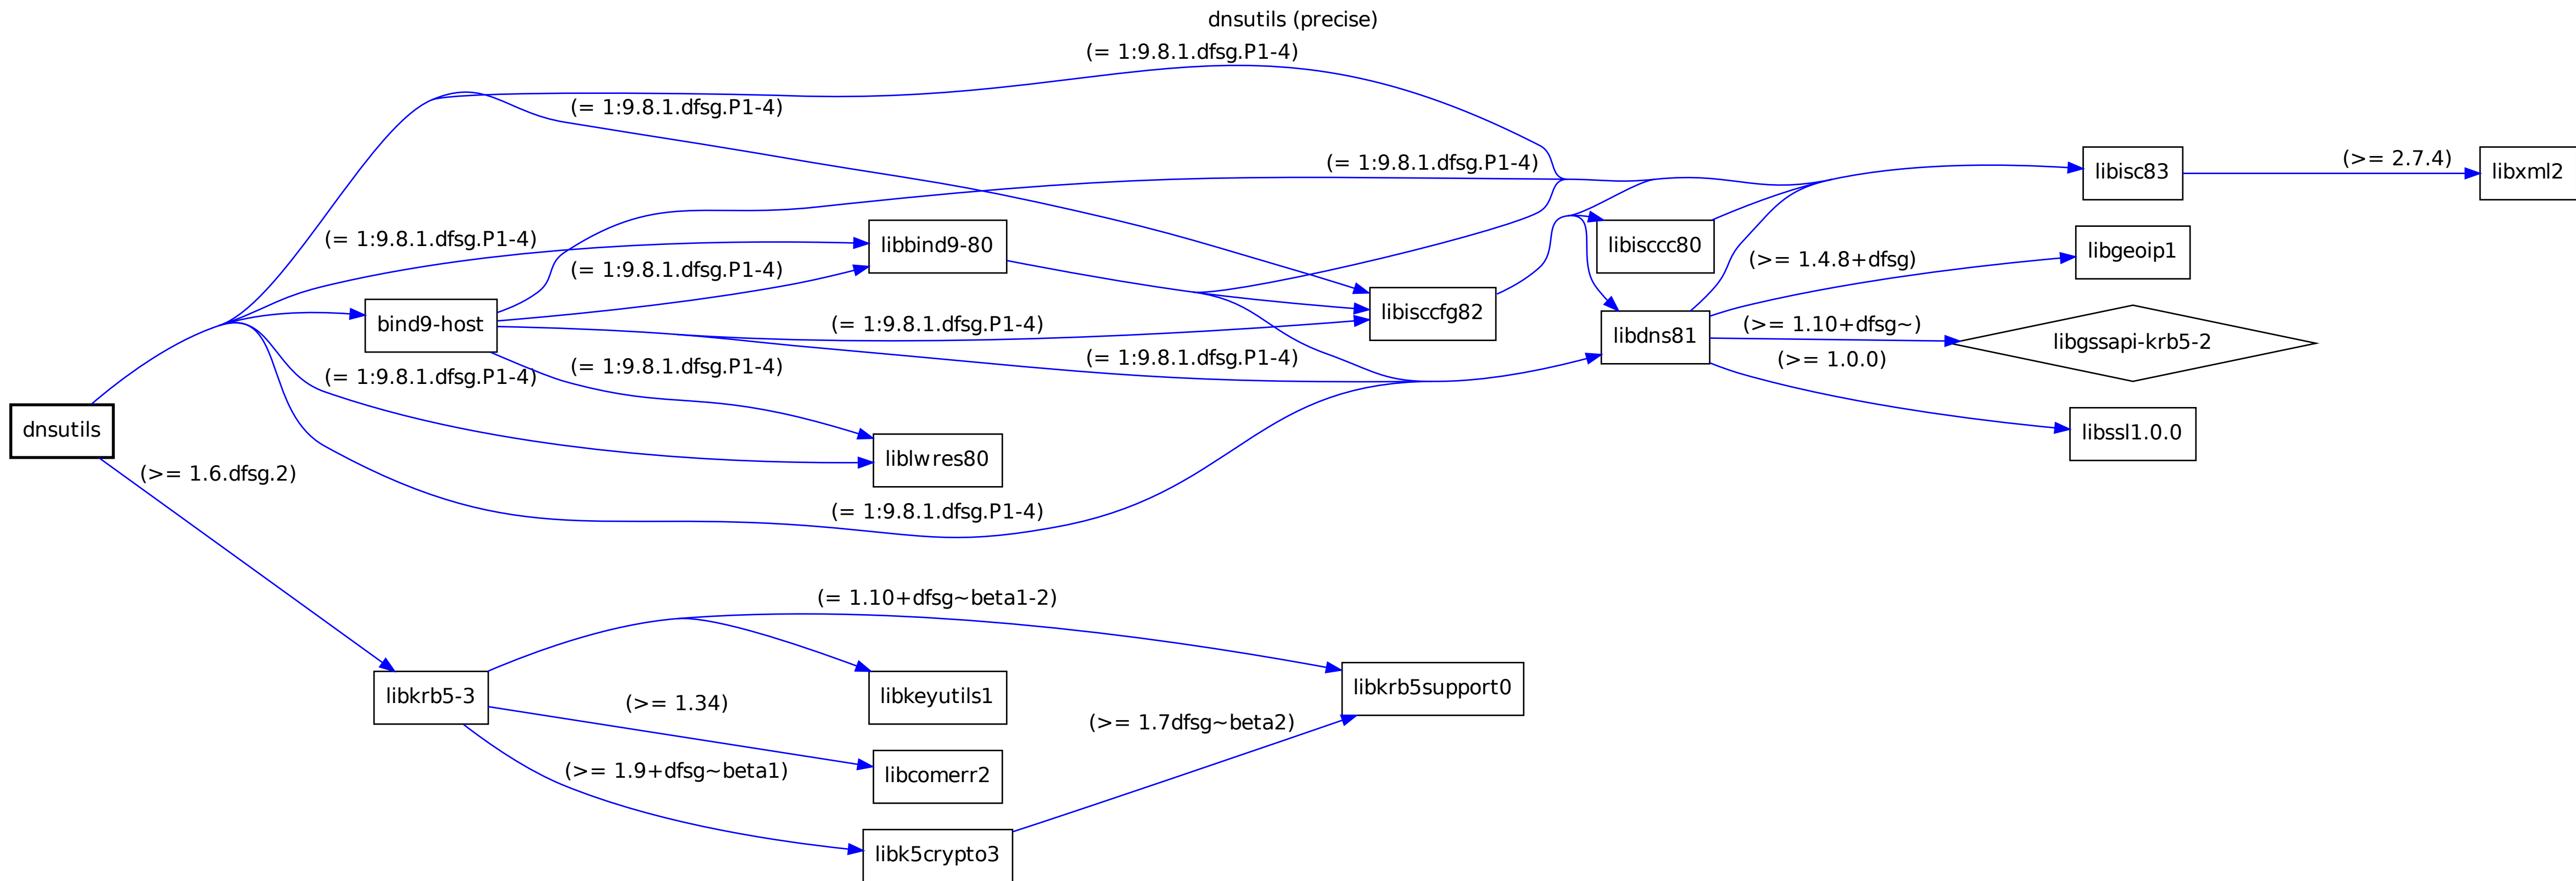 dnsutils (precise)
(= 1:9.8.1.dfsg.P1-4)
(= 1:9.8.1.dfsg.P1-4)
(= 1:9.8.1.dfsg.P1-4)
libisc83
(>= 2.7.4)
libxml2
(= 1:9.8.1.dfsg.P1-4)
libbind9-80
libisccc80
libgeoip1
(>= 1.4.8+dfsg)
(= 1:9.8.1.dfsg.P1-4)
bind9-host
(= 1:9.8.1.dfsg.P1-4)
libisccfg82
libdns81
(>= 1.10+dfsg~)
libgssapi-krb5-2
(= 1:9.8.1.dfsg.P1-4)
(>= 1.0.0)
(= 1:9.8.1.dfsg.P1-4)
(= 1:9.8.1.dfsg.P1-4)
dnsutils
libssl1.0.0
liblwres80
(>= 1.6.dfsg.2)
(= 1:9.8.1.dfsg.P1-4)
(= 1.10+dfsg~beta1-2)
libkrb5-3
libkeyutils1
libkrb5support0
(>= 1.34)
(>= 1.7dfsg~beta2)
libcomerr2
(>= 1.9+dfsg~beta1)
libk5crypto3